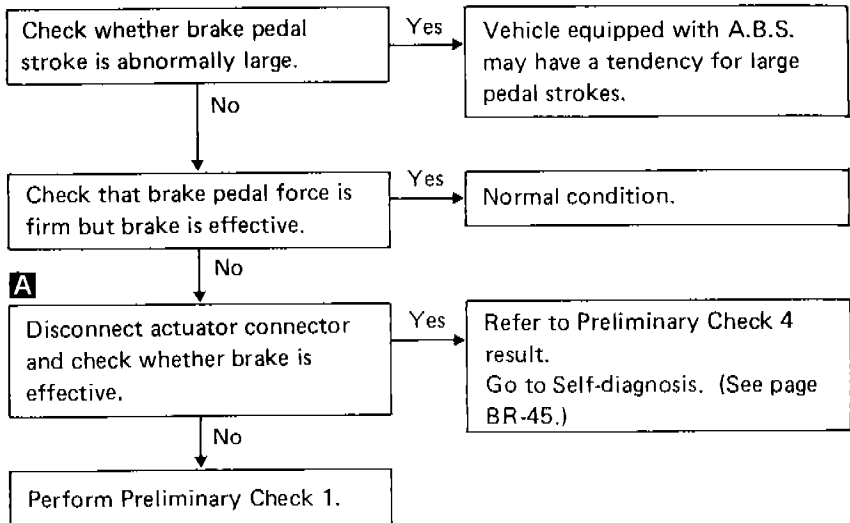 Check whether brake pedal
stroke is abnormally large.
Yes
Vehicle equipped with A.B.S.
may have a tendency for large
pedal strokes.
No
Check that brake pedal force is
firm but brake is effective.
Yes
Normal condition.
No
A
Disconnect actuator connector
and check whether brake is
effective.
Yes
Refer to Preliminary Check 4
result.
Go to Self-diagnosis. (See page
BR-45.)
No
Perform Preliminary Check 1.